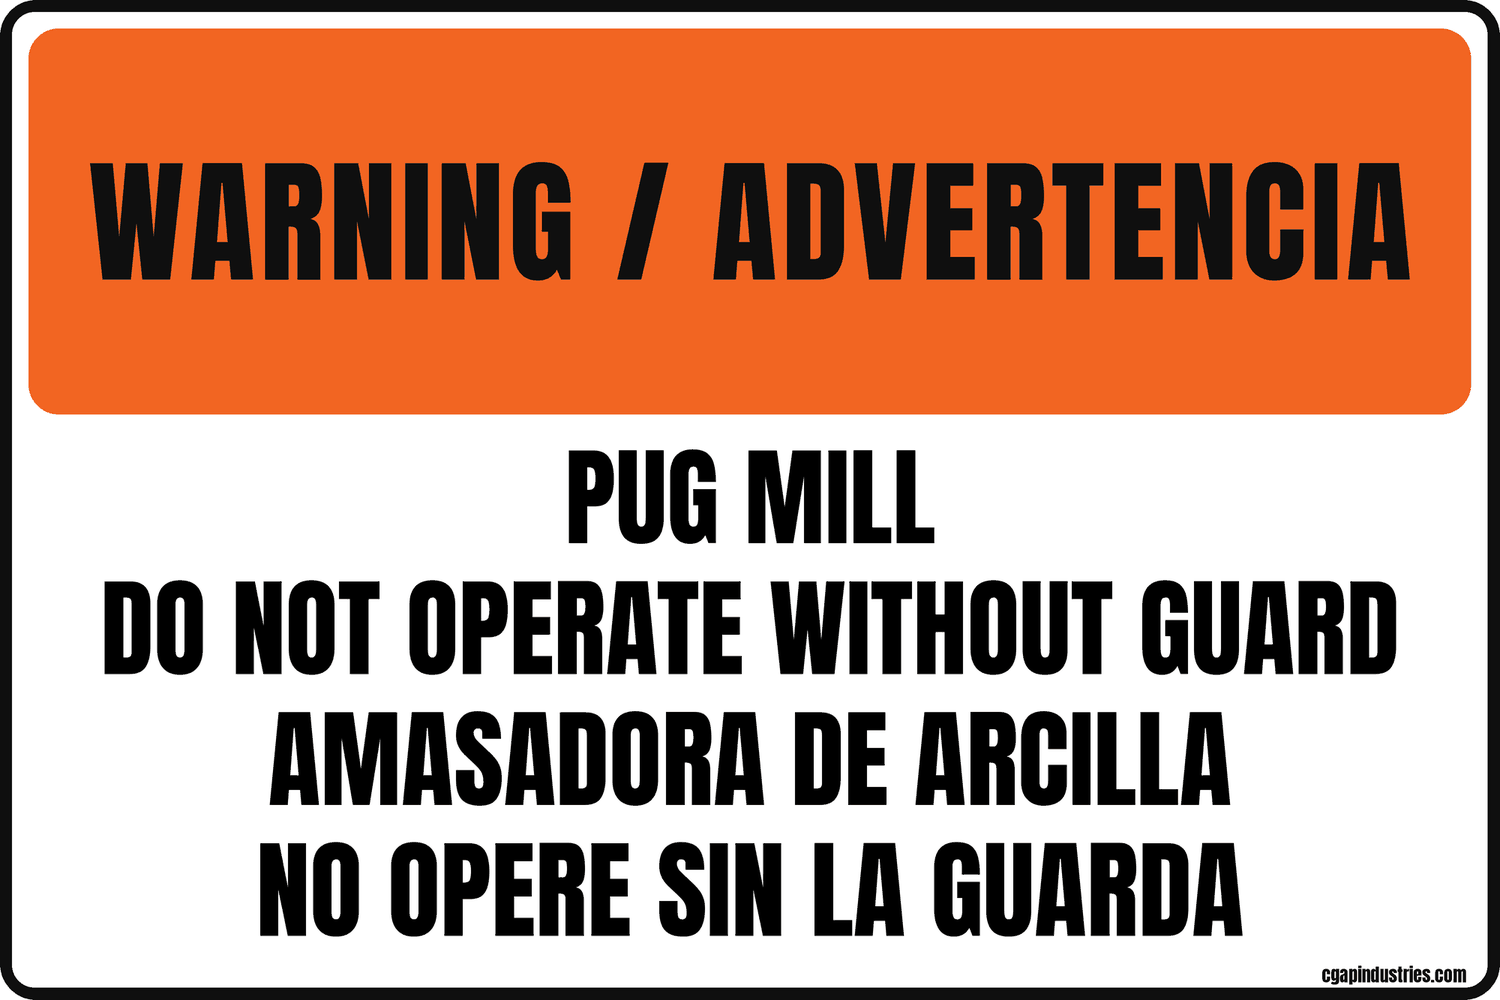 WARNING / ADVERTENCIA
PUG MILL
DO NOT OPERATE WITHOUT GUARD
AMASADORA DE ARCILLA
NO OPERE SIN LA GUARDA
cgapindustries.com